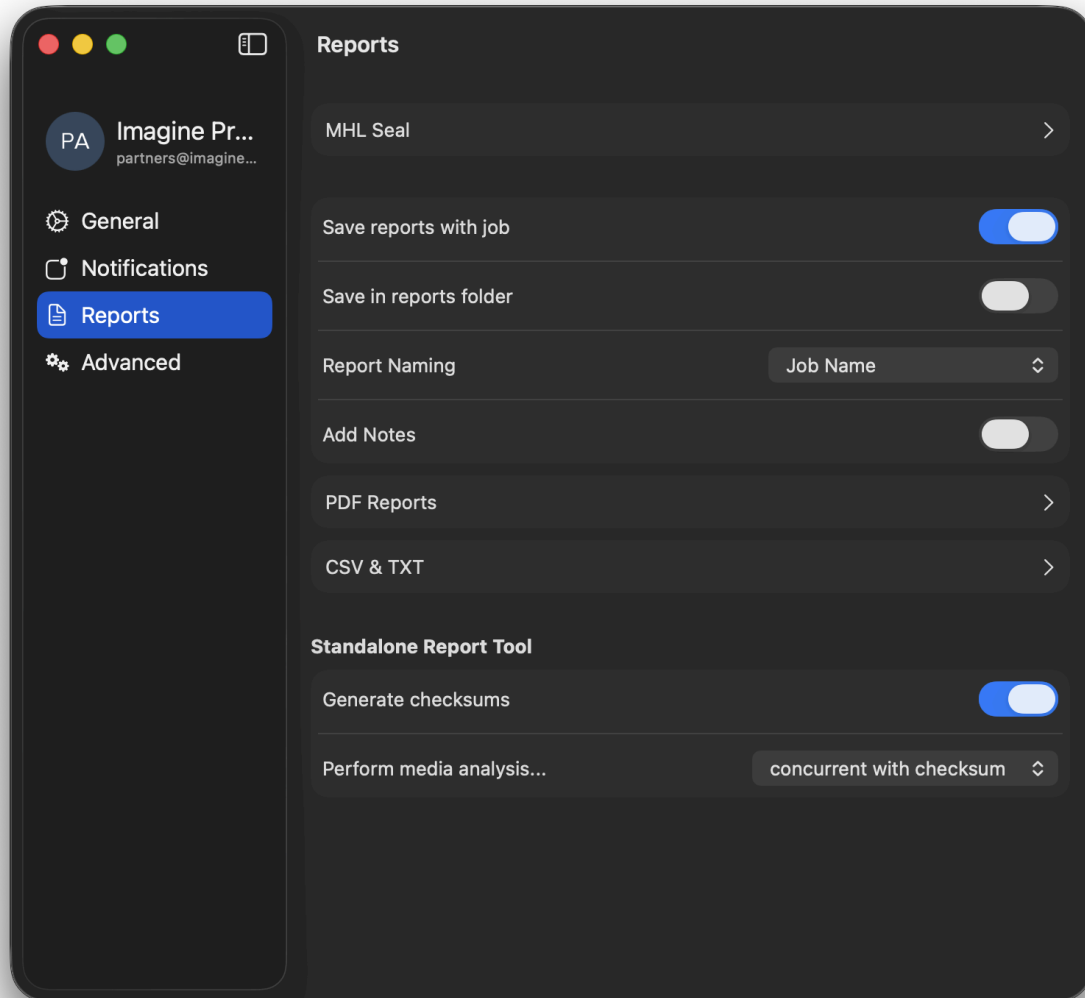 Reports
PA
Imagine Pr...
partners@imagine...
General
Notifications
Reports
Advanced
MHL Seal
Save reports with job
Save in reports folder
Report Naming
Job Name
Add Notes
PDF Reports
CSV & TXT
Standalone Report Tool
Generate checksums
Perform media analysis...
concurrent with checksum